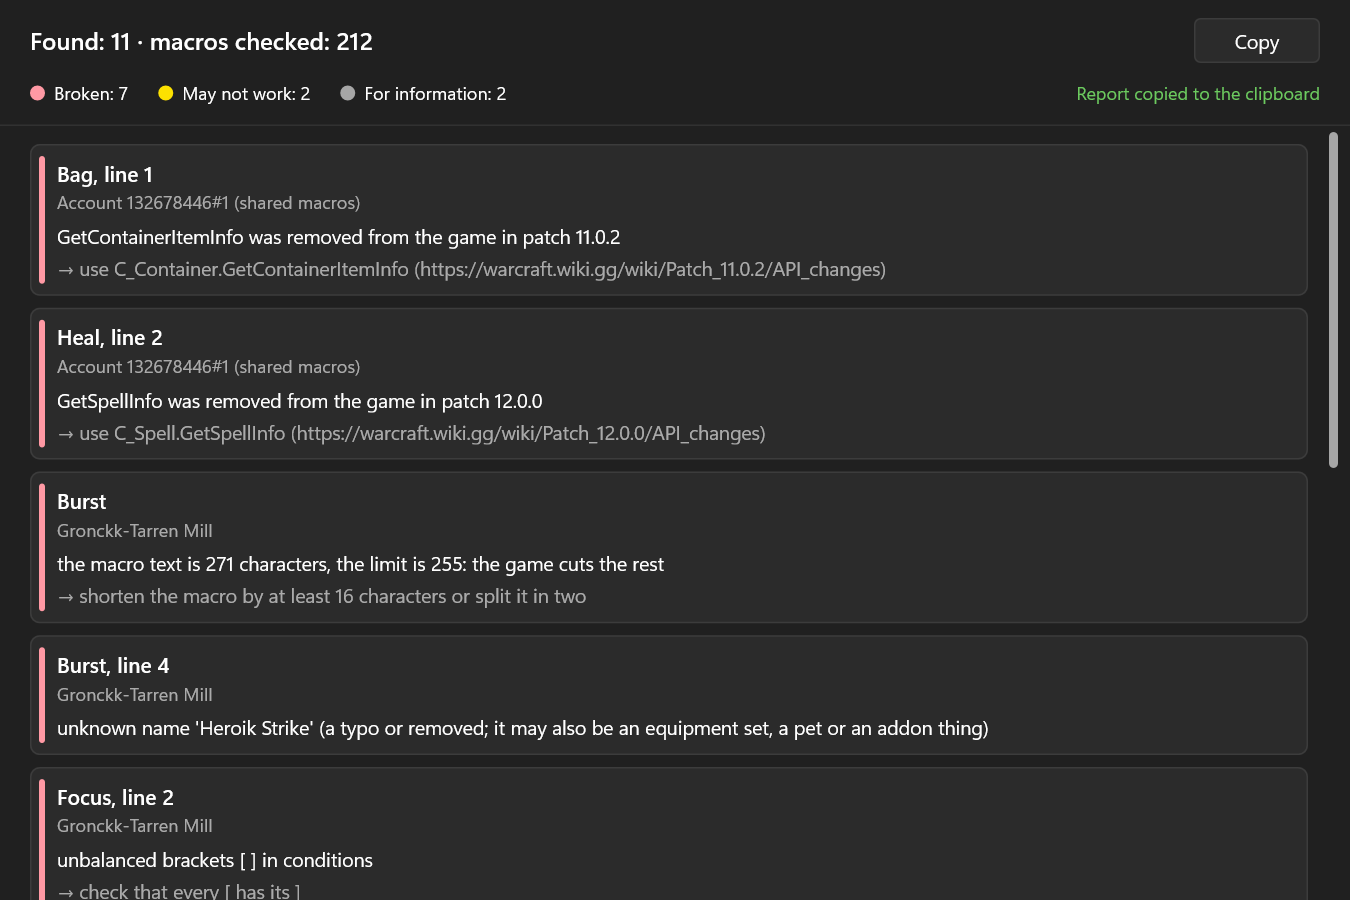 Found: 11 · macros checked: 212
Copy
Broken: 7
May not work: 2
For information: 2
Report copied to the clipboard
Bag, line 1
Account 132678446#1 (shared macros)
GetContainerItemInfo was removed from the game in patch 11.0.2
→ use C_Container.GetContainerItemInfo (https://warcraft.wiki.gg/wiki/Patch_11.0.2/API_changes)
Heal, line 2
Account 132678446#1 (shared macros)
GetSpellInfo was removed from the game in patch 12.0.0
→ use C_Spell.GetSpellInfo (https://warcraft.wiki.gg/wiki/Patch_12.0.0/API_changes)
Burst
Gronckk-Tarren Mill
the macro text is 271 characters, the limit is 255: the game cuts the rest
→ shorten the macro by at least 16 characters or split it in two
Burst, line 4
Gronckk-Tarren Mill
unknown name 'Heroik Strike' (a typo or removed; it may also be an equipment set, a pet or an addon thing)
Focus, line 2
Gronckk-Tarren Mill
unbalanced brackets [ ] in conditions
→ check that every [ has its ]